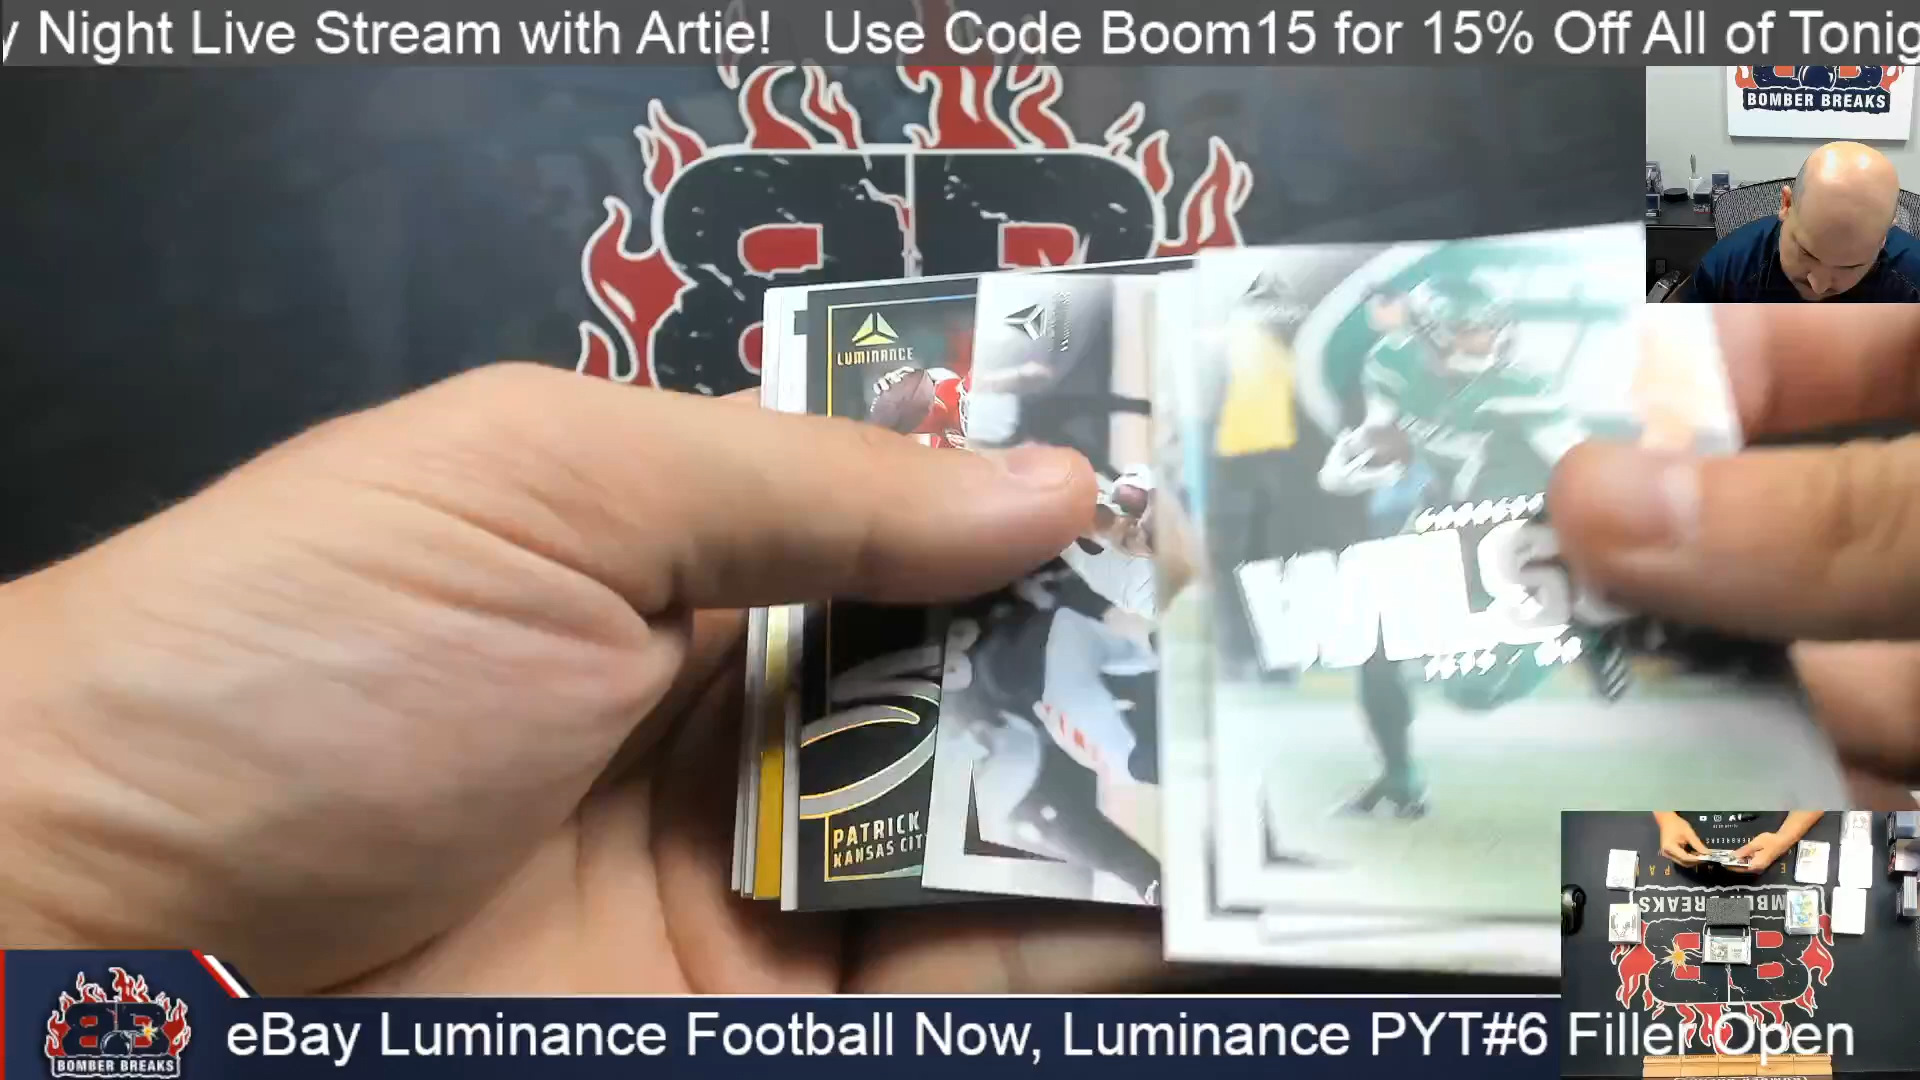 y Night Live Stream with Artie! Use Code Boom15 for 15% Off All of Tonig
BOMBER BREAKS
LUMINANCE
PATRICK
KANSAS CIT
BOMBER BREAKS
eBay Luminance Football Now, Luminance PYT#6 Filler Open